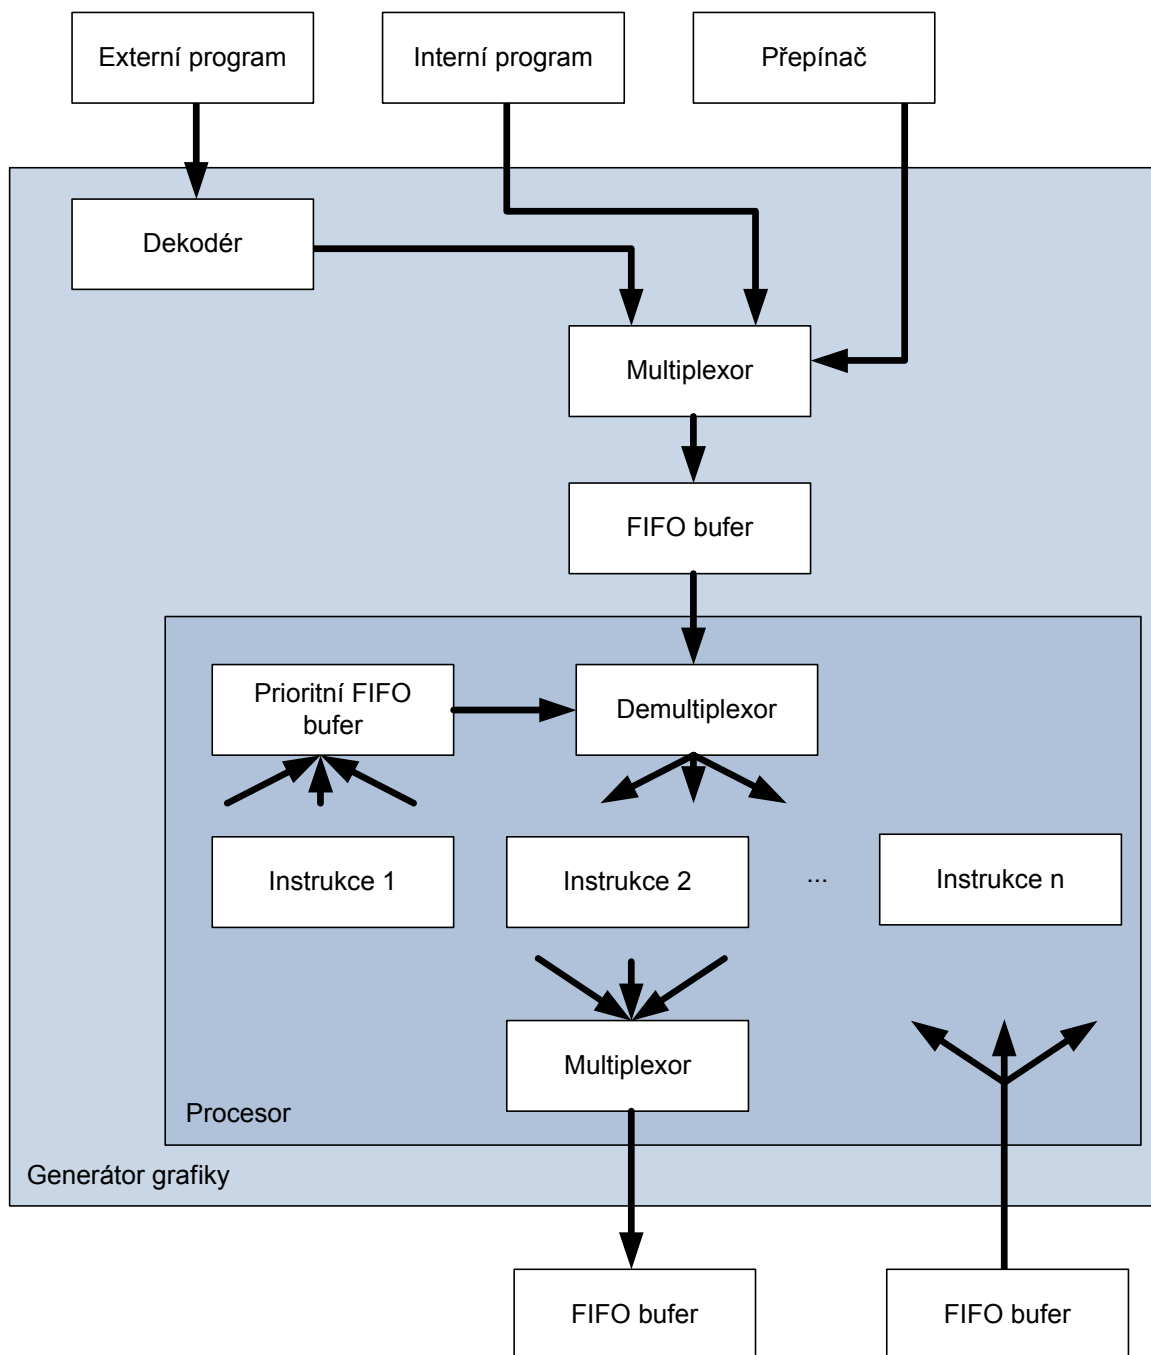 Externí program
Interní program
Přepínač
Dekodér
Multiplexor
FIFO bufer
Prioritní FIFO
bufer
Demultiplexor
Instrukce 1
Instrukce 2
...
Instrukce n
Multiplexor
Procesor
Generátor grafiky
FIFO bufer
FIFO bufer